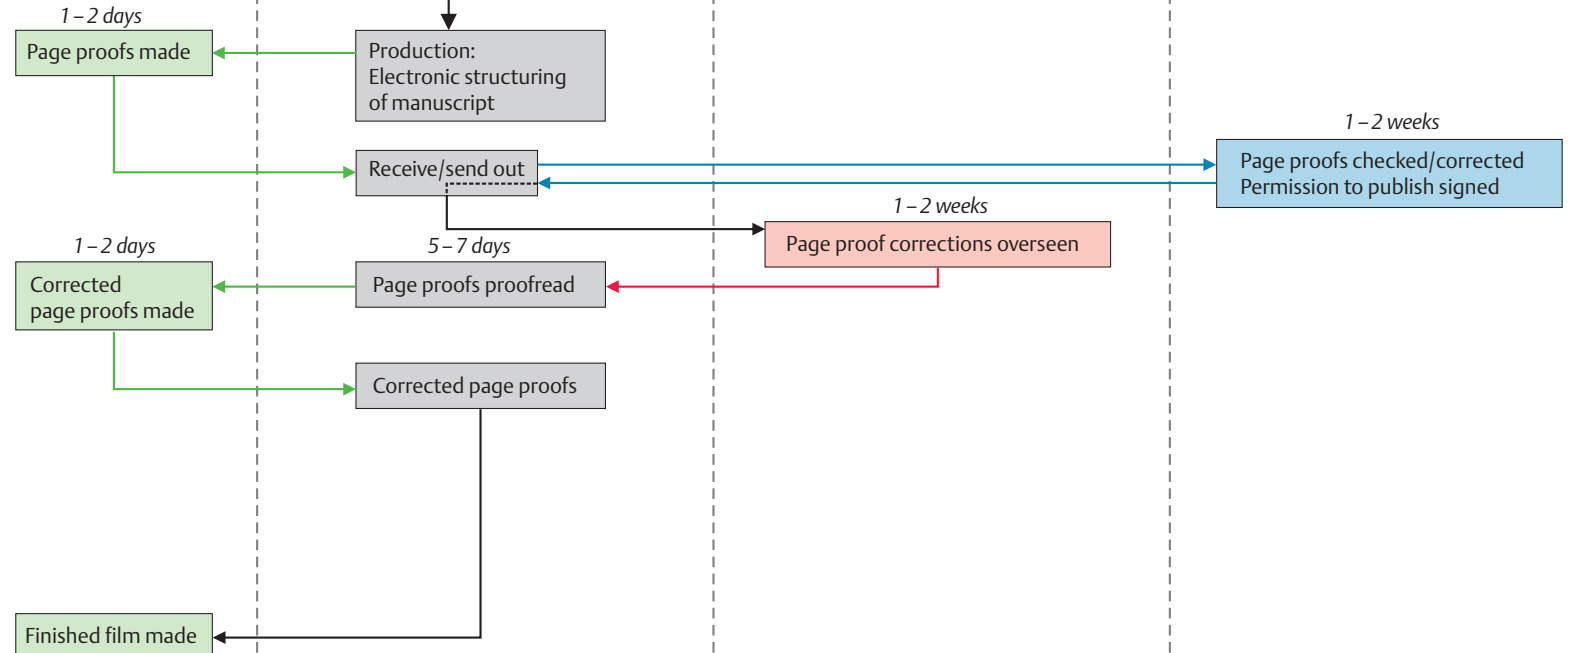 1 – 2 days
Page proofs made
Production:
Electronic structuring
of manuscript
1 – 2 weeks
Receive/send out
Page proofs checked/corrected
Permission to publish signed
1 – 2 weeks
Page proof corrections overseen
1 – 2 days
5 – 7 days
Corrected
page proofs made
Page proofs proofread
Corrected page proofs
Finished film made